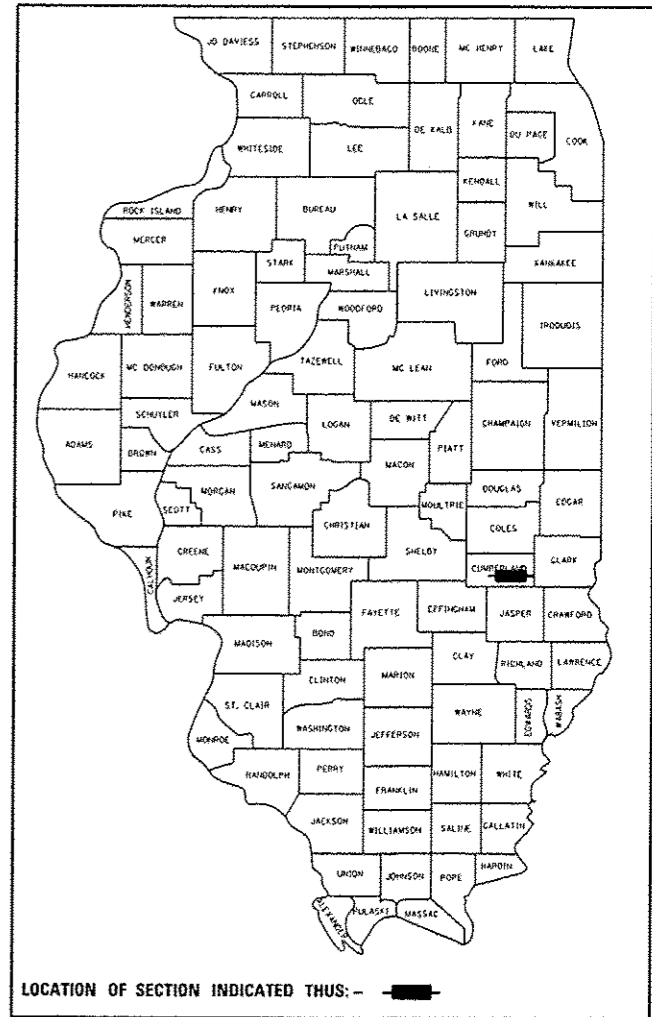 JO DAVIESS STEPHENSON WINNEBAGO BOONE MC HENRY LAKE
CARROLL OGLE DE KALB KANE DU PAGE COOK
WHITESIDE LEE
KENDALL
ROCK ISLAND HENRY BUREAU LA SALLE GRUNDY WILL
MERCER PUTNAM
STARK MARSHALL KANKAKEE
HENDERSON WARREN KNOX PEORIA WOODFORD LIVINGSTON IROQUOIS
HANCOCK MC DONOUGH FULTON TAZEWELL MC LEAN FORD
MASON
SCHUYLER LOGAN DE WITT CHAMPAIGN VERMILION
ADAMS BROWN CASS MENARD MACON PIATT
PIKE SCOTT MORGAN SANGAMON CHRISTIAN MOULTRIE DOUGLAS EDGAR
COLES
CALHOUN GREENE MACOUPIN MONTGOMERY SHELBY CUMBERLAND CLARK
JERSEY FAYETTE EFFINGHAM JASPER CRAWFORD
MADISON BOND
CLAY RICHLAND LAWRENCE
CLINTON MARION
ST. CLAIR WAYNE EDWARDS WABASH
MONROE WASHINGTON JEFFERSON
RANDOLPH PERRY HAMILTON WHITE
FRANKLIN
JACKSON WILLIAMSON SALINE GALLATIN
UNION JOHNSON POPE HARDIN
ALEXANDER PULASKI MASSAC
LOCATION OF SECTION INDICATED THUS: -